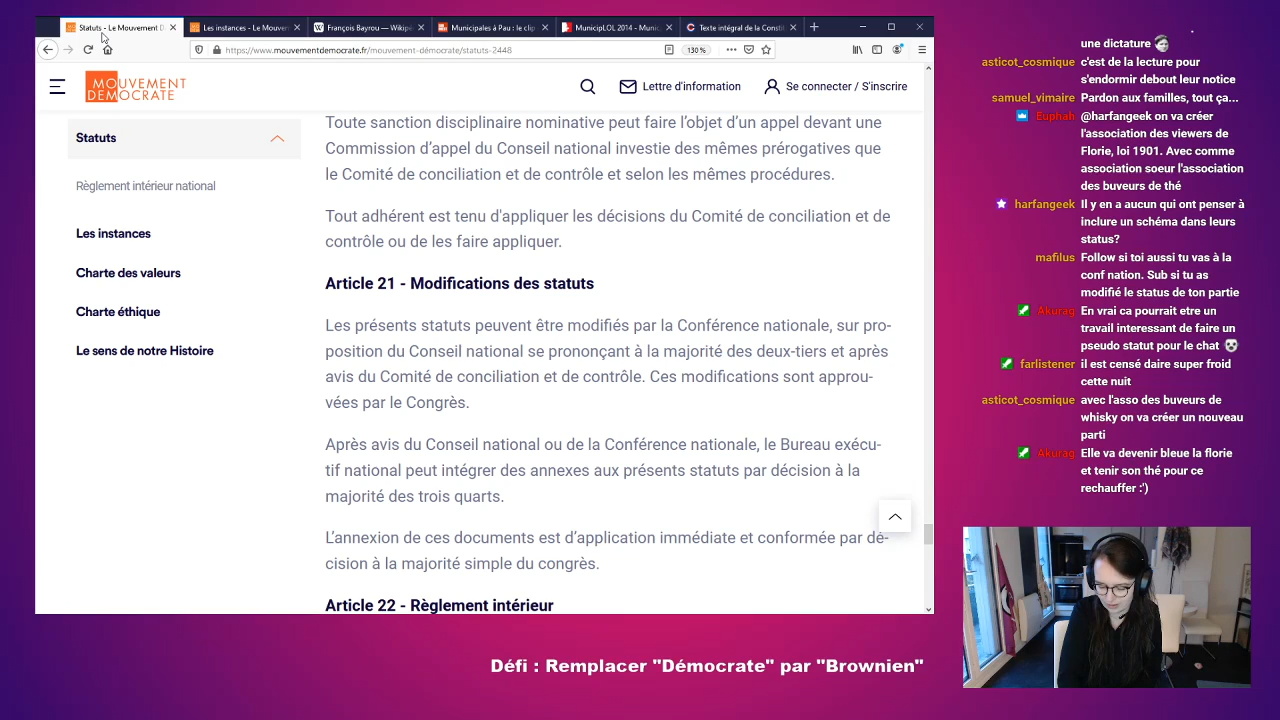 Statuts - Le Mouvement D
Les instances - Le Mouven
François Bayrou — Wikipé
Municipales à Pau : le clip
MunicipLOL 2014 - Munic
Texte intégral de la Consti
https://www.mouvementdemocrate.fr/mouvement-démocrate/statuts-2448
130 %
MOUVEMENT
DEMOCRATE
Lettre d'information
Se connecter / S'inscrire
Statuts
Règlement intérieur national
Les instances
Charte des valeurs
Charte éthique
Le sens de notre Histoire
Toute sanction disciplinaire nominative peut faire l'objet d'un appel devant une
Commission d'appel du Conseil national investie des mêmes prérogatives que
le Comité de conciliation et de contrôle et selon les mêmes procédures.
Tout adhérent est tenu d'appliquer les décisions du Comité de conciliation et de
contrôle ou de les faire appliquer.
Article 21 - Modifications des statuts
Les présents statuts peuvent être modifiés par la Conférence nationale, sur pro-
position du Conseil national se prononçant à la majorité des deux-tiers et après
avis du Comité de conciliation et de contrôle. Ces modifications sont approu-
vées par le Congrès.
Après avis du Conseil national ou de la Conférence nationale, le Bureau exécu-
tif national peut intégrer des annexes aux présents statuts par décision à la
majorité des trois quarts.
L'annexion de ces documents est d'application immédiate et conformée par dé-
cision à la majorité simple du congrès.
Article 22 - Règlement intérieur
une dictature
asticot_cosmique c'est de la lecture pour
s'endormir debout leur notice
samuel_vimaire Pardon aux familles, tout ça...
Euphah @harfangeek on va créer
l'association des viewers de
Florie, loi 1901. Avec comme
association soeur l'association
des buveurs de thé
harfangeek Il y en a aucun qui ont penser à
inclure un schéma dans leurs
status?
mafilus Follow si toi aussi tu vas à la
conf nation. Sub si tu as
modifié le status de ton partie
Akurag En vrai ca pourrait etre un
travail interessant de faire un
pseudo statut pour le chat
farlistener il est censé daire super froid
cette nuit
asticot_cosmique avec l'asso des buveurs de
whisky on va créer un nouveau
parti
Akurag Elle va devenir bleue la florie
et tenir son thé pour ce
rechauffer :')
Défi : Remplacer "Démocrate" par "Brownien"